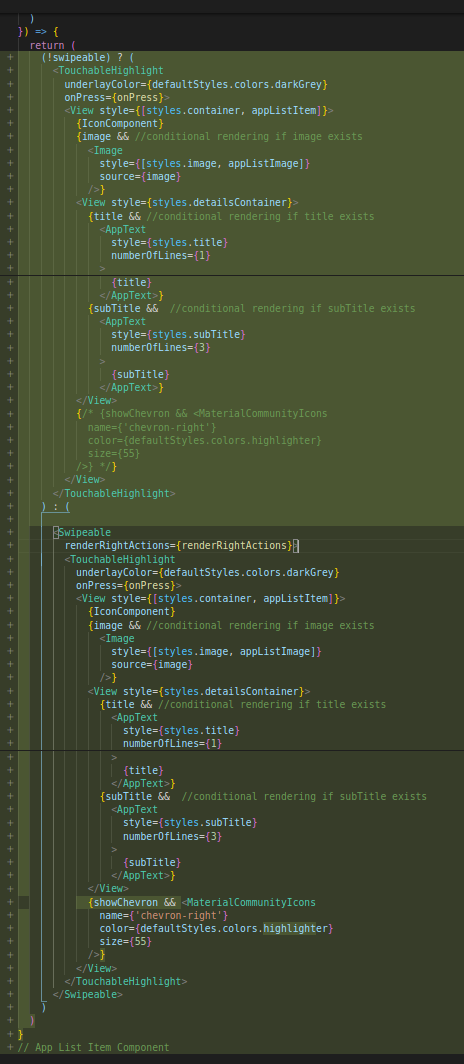 )
}) => {
  return (
+    (!swipeable) ? (
+      <TouchableHighlight
+        underlayColor={defaultStyles.colors.darkGrey}
+        onPress={onPress}>
+        <View style={[styles.container, appListItem]}>
+          {IconComponent}
+          {image && //conditional rendering if image exists
+            <Image
+              style={[styles.image, appListImage]}
+              source={image}
+            />}
+          <View style={styles.detailsContainer}>
+            {title && //conditional rendering if title exists
+              <AppText
+                style={styles.title}
+                numberOfLines={1}
+              >
+                {title}
+              </AppText>}
+            {subTitle &&  //conditional rendering if subTitle exists
+              <AppText
+                style={styles.subTitle}
+                numberOfLines={3}
+              >
+                {subTitle}
+              </AppText>}
+          </View>
+          {/* {showChevron && <MaterialCommunityIcons
+            name={'chevron-right'}
+            color={defaultStyles.colors.highlighter}
+            size={55}
+          />} */}
+        </View>
+      </TouchableHighlight>
+    ) : (
+
+      <Swipeable
+        renderRightActions={renderRightActions}>
+        <TouchableHighlight
+          underlayColor={defaultStyles.colors.darkGrey}
+          onPress={onPress}>
+          <View style={[styles.container, appListItem]}>
+            {IconComponent}
+            {image && //conditional rendering if image exists
+              <Image
+                style={[styles.image, appListImage]}
+                source={image}
+              />}
+            <View style={styles.detailsContainer}>
+              {title && //conditional rendering if title exists
+                <AppText
+                  style={styles.title}
+                  numberOfLines={1}
+                >
+                  {title}
+                </AppText>}
+              {subTitle &&  //conditional rendering if subTitle exists
+                <AppText
+                  style={styles.subTitle}
+                  numberOfLines={3}
+                >
+                  {subTitle}
+                </AppText>}
+            </View>
+            {showChevron && <MaterialCommunityIcons
+              name={'chevron-right'}
+              color={defaultStyles.colors.highlighter}
+              size={55}
+            />}
+          </View>
+        </TouchableHighlight>
+      </Swipeable>
+    )
+  )
+}
+// App List Item Component